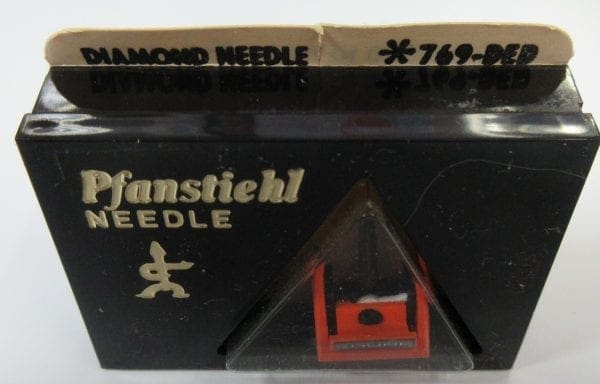 DIAMOND NEEDLE *769-DED
Pfanstiehl
NEEDLE